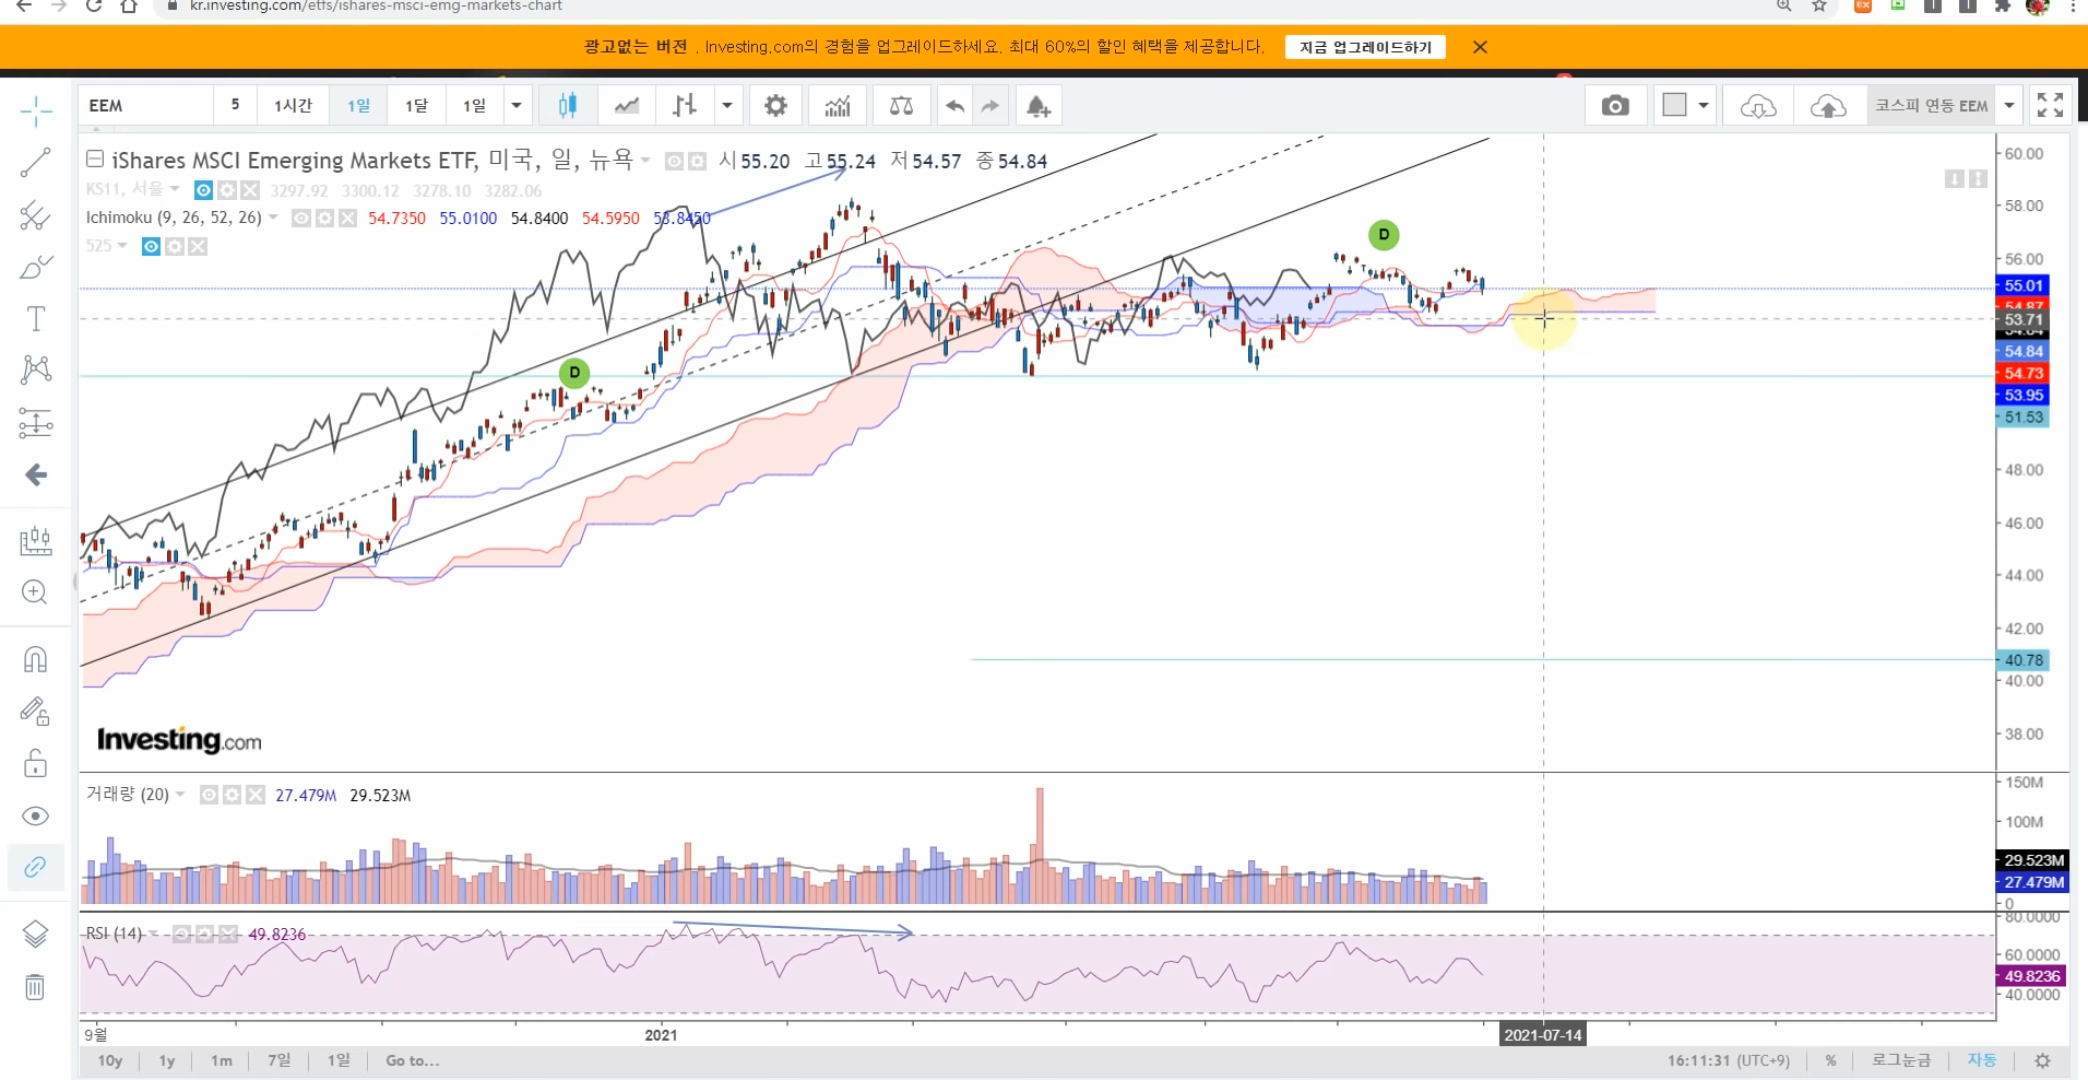 kr.investing.com/etfs/ishares-msci-emg-markets-chart
광고없는 버전 . Investing.com의 경험을 업그레이드하세요. 최대 60%의 할인 혜택을 제공합니다. 지금 업그레이드하기
EEM 5 1시간 1일 1달 1일 코스피 연동 EEM
iShares MSCI Emerging Markets ETF, 미국, 일, 뉴욕 시 55.20 고 55.24 저 54.57 종 54.84
KS11, 서울 3297.92 3300.12 3278.10 3282.06
Ichimoku (9, 26, 52, 26) 54.7350 55.0100 54.8400 54.5950 53.8450
525
D
D
60.00
58.00
56.00
55.01
54.87
53.71
54.84
54.73
53.95
51.53
48.00
46.00
44.00
42.00
40.78
40.00
38.00
Investing.com
거래량 (20) 27.479M 29.523M
150M
100M
29.523M
27.479M
0
RSI (14) 49.8236
80.0000
60.0000
49.8236
40.0000
9월 2021 2021-07-14
10y 1y 1m 7일 1일 Go to... 16:11:31 (UTC+9) % 로그눈금 자동